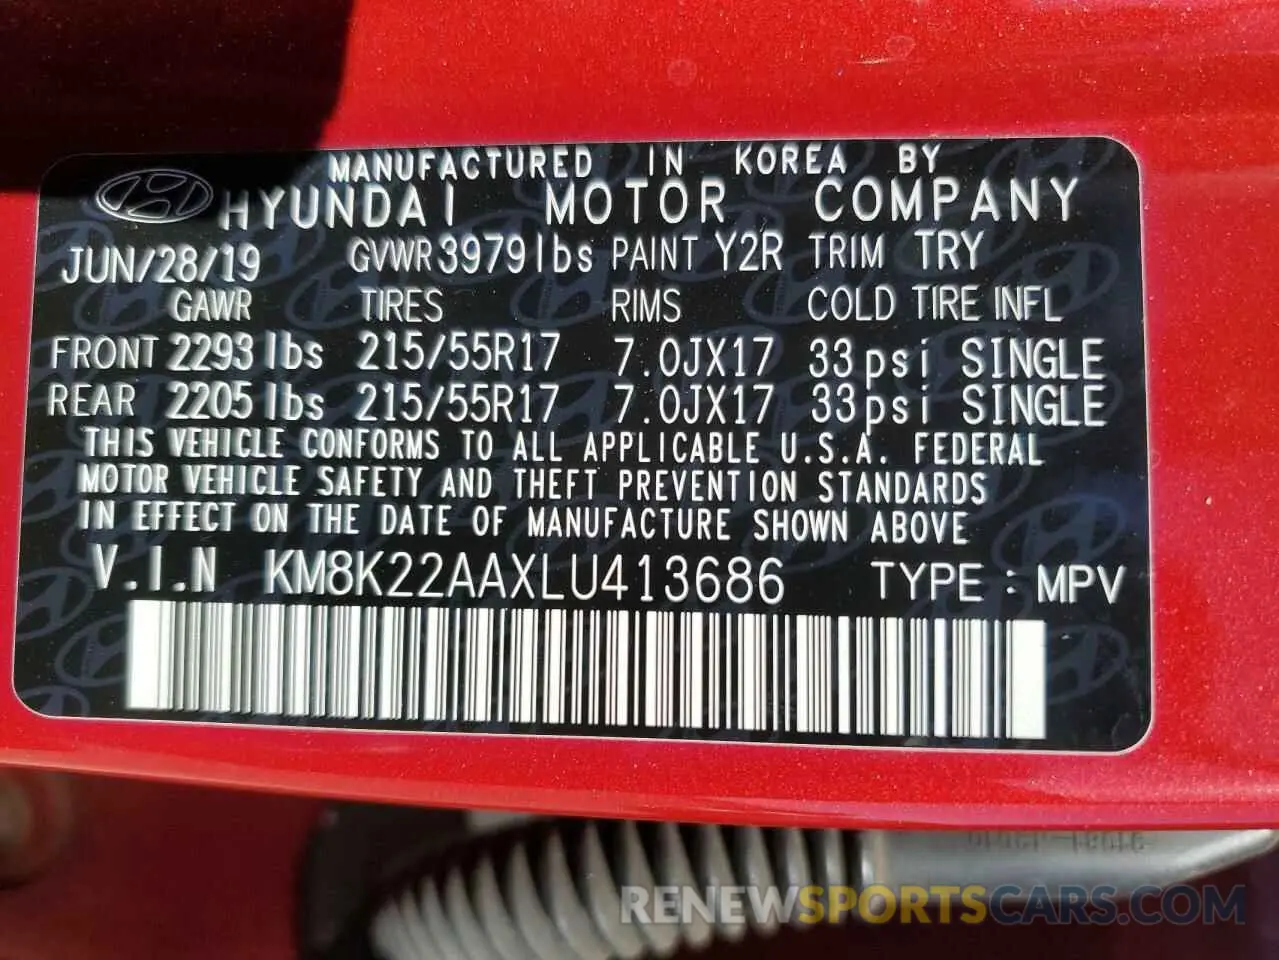 MANUFACTURED IN KOREA BY
HYUNDAI MOTOR COMPANY
JUN/28/19 GVWR 3979lbs PAINT Y2R TRIM TRY
GAWR TIRES RIMS COLD TIRE INFL
FRONT 2293lbs 215/55R17 7.0JX17 33psi SINGLE
REAR 2205lbs 215/55R17 7.0JX17 33psi SINGLE
THIS VEHICLE CONFORMS TO ALL APPLICABLE U.S.A. FEDERAL
MOTOR VEHICLE SAFETY AND THEFT PREVENTION STANDARDS
IN EFFECT ON THE DATE OF MANUFACTURE SHOWN ABOVE
V.I.N KM8K22AAXLU413686 TYPE : MPV
RENEWSPORTSCARS.COM